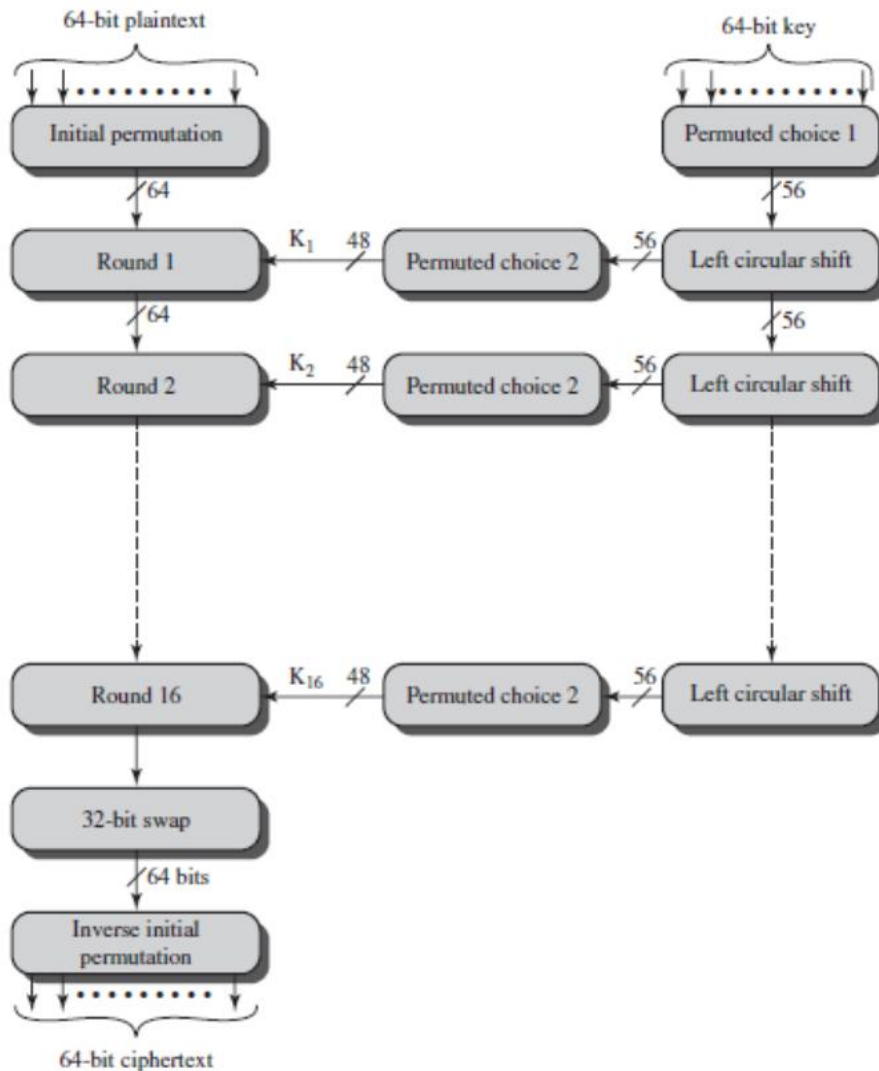 64-bit plaintext
64-bit key
Initial permutation
Permuted choice 1
64
56
Round 1
K1
48
Permuted choice 2
56
Left circular shift
64
56
Round 2
K2
48
Permuted choice 2
56
Left circular shift
Round 16
K16
48
Permuted choice 2
56
Left circular shift
32-bit swap
64 bits
Inverse initial
permutation
64-bit ciphertext